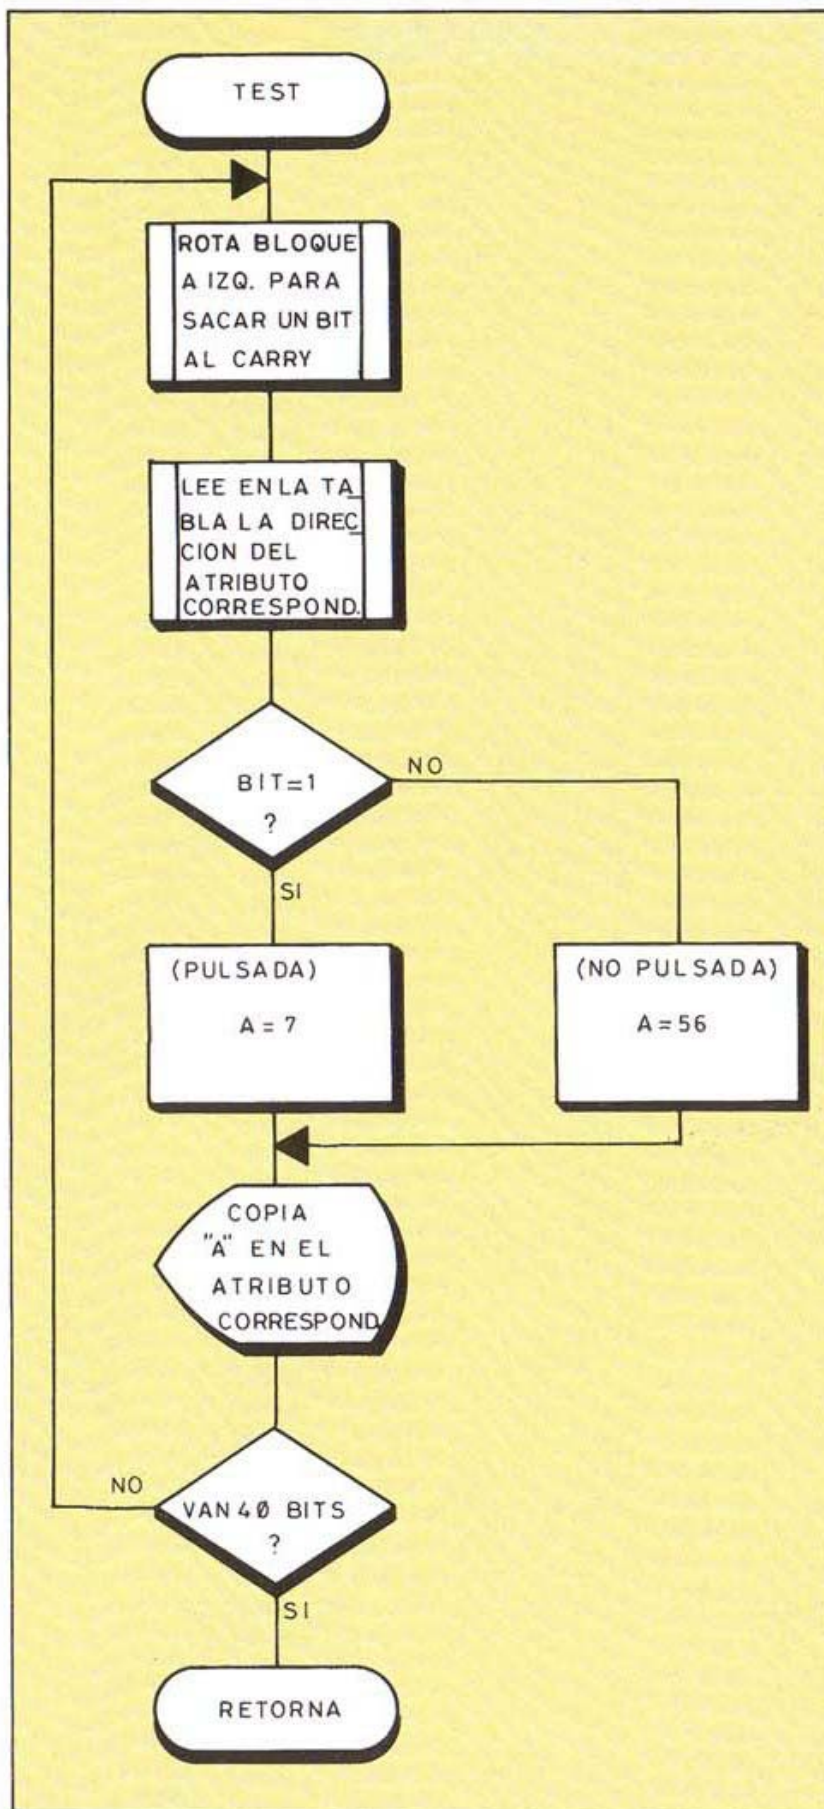 TEST
ROTA BLOQUE
A IZQ. PARA
SACAR UN BIT
AL CARRY
LEE EN LA TA_
BLA LA DIREC_
CION DEL
ATRIBUTO
CORRESPOND.
BIT=1
?
NO
SI
(PULSADA)
A = 7
(NO PULSADA)
A = 56
COPIA
"A" EN EL
ATRIBUTO
CORRESPOND.
NO
VAN 4Ø BITS
?
SI
RETORNA